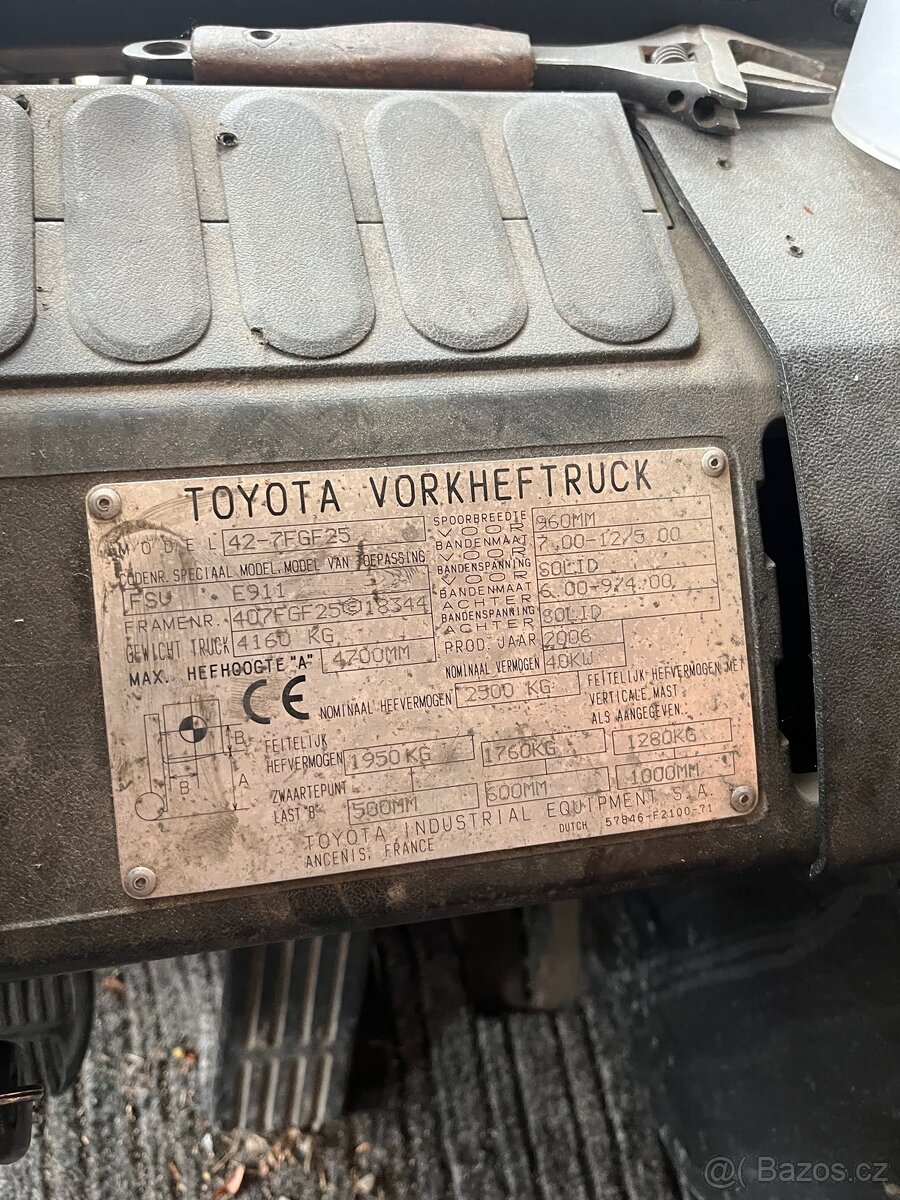 TOYOTA VORKHEFTRUCK
MODEL 42-7FGF25
CODENR. SPECIAAL MODEL, MODEL VAN TOEPASSING
FSV E911
FRAMENR. 407FGF25 18344
GEWICHT TRUCK 4160 KG
MAX. HEFHOOGTE "A" 4700MM
SPOORBREEDTE VOOR 960MM
BANDENMAAT VOOR 7.00-12/5.00
BANDENSPANNING VOOR SOLID
BANDENMAAT ACHTER 6.00-9/4.00
BANDENSPANNING ACHTER SOLID
PROD. JAAR 2006
NOMINAAL VERMOGEN 40KW
CE NOMINAAL HEFVERMOGEN 2500 KG
FEITELIJK HEFVERMOGEN MET
VERTICALE MAST
ALS AANGEGEVEN..
FEITELIJK
HEFVERMOGEN 1950KG 1760KG 1280KG
ZWAARTEPUNT
LAST "B" 500MM 600MM 1000MM
B
A
B
TOYOTA INDUSTRIAL EQUIPMENT S.A.
ANCENIS, FRANCE
DUTCH 57846-F2100-71
@( Bazos.cz